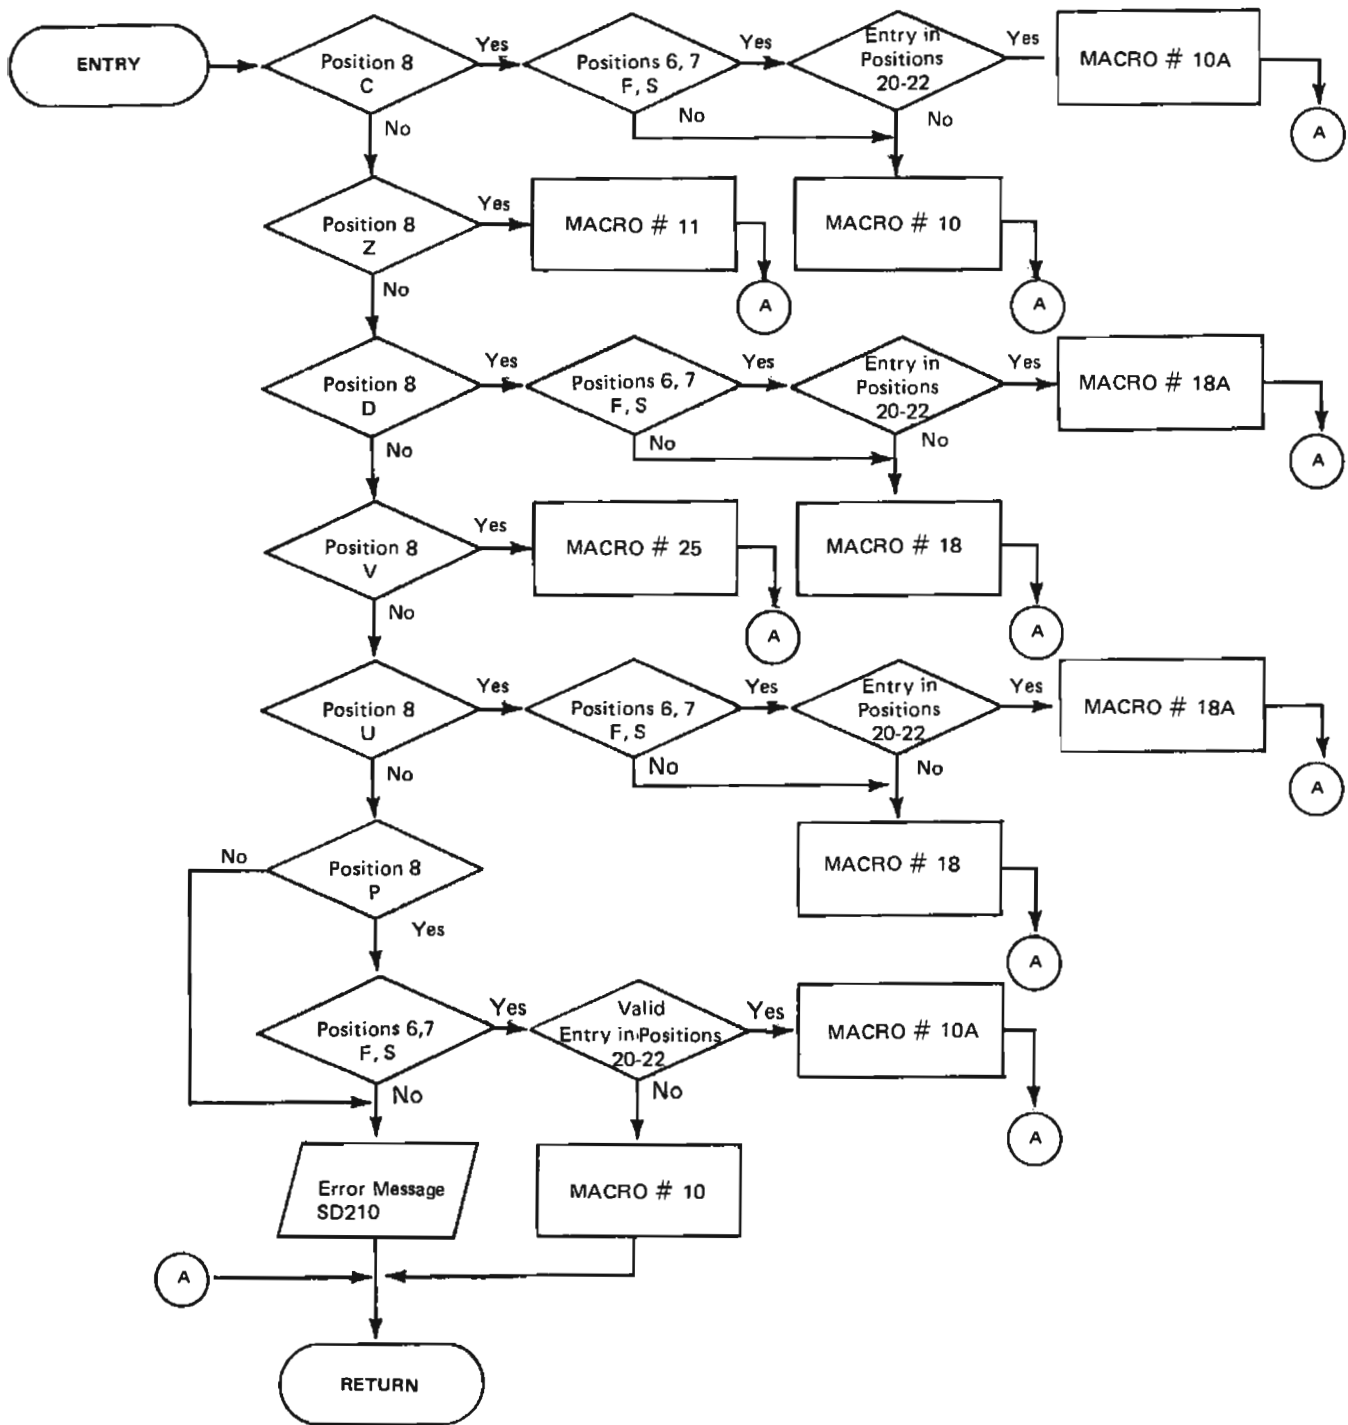 ENTRY
Position 8
C
Yes
Positions 6, 7
F, S
Yes
Entry in
Positions
20-22
Yes
MACRO # 10A
A
No
No
No
Position 8
Z
Yes
MACRO # 11
A
MACRO # 10
A
No
Position 8
D
Yes
Positions 6, 7
F, S
Yes
Entry in
Positions
20-22
Yes
MACRO # 18A
A
No
No
No
Position 8
V
Yes
MACRO # 25
A
MACRO # 18
A
No
Position 8
U
Yes
Positions 6, 7
F, S
Yes
Entry in
Positions
20-22
Yes
MACRO # 18A
A
No
No
No
MACRO # 18
A
No
Position 8
P
Yes
Positions 6,7
F, S
Yes
Valid
Entry in Positions
20-22
Yes
MACRO # 10A
A
No
No
Error Message
SD210
MACRO # 10
A
RETURN